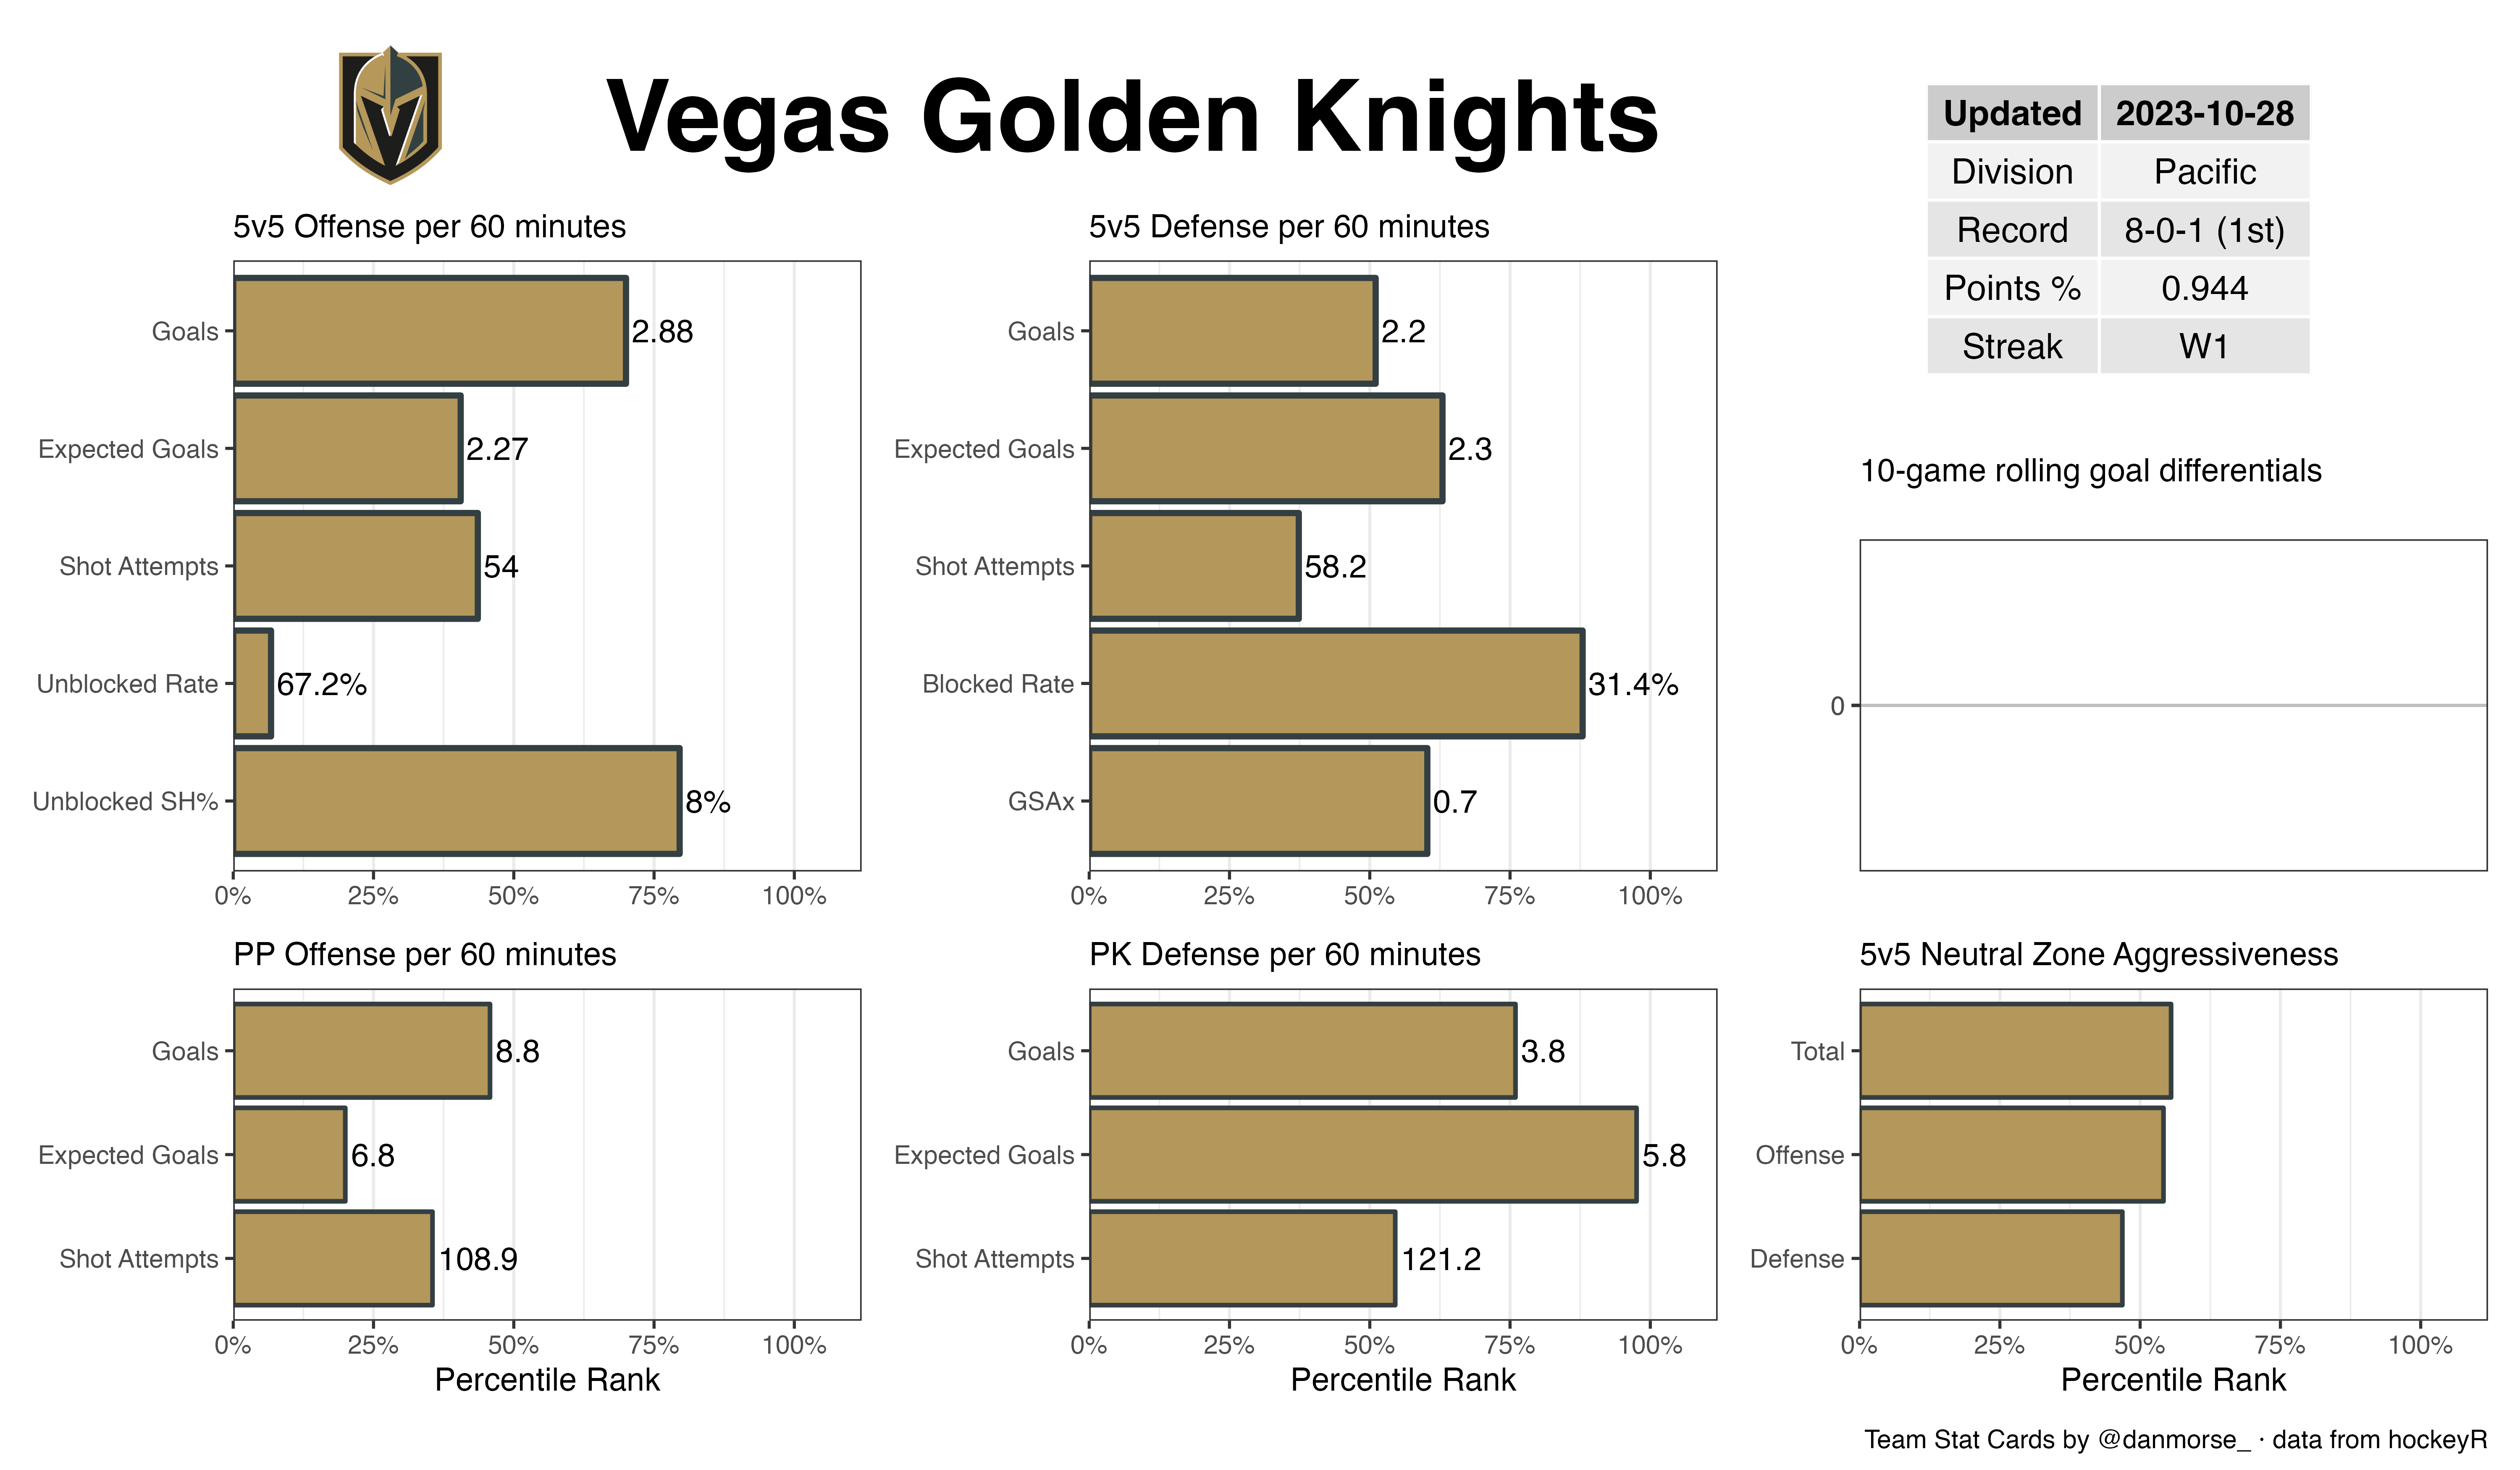 Vegas Golden Knights
Updated 2023-10-28
Division Pacific
Record 8-0-1 (1st)
Points % 0.944
Streak W1
5v5 Offense per 60 minutes
Goals 2.88
Expected Goals 2.27
Shot Attempts 54
Unblocked Rate 67.2%
Unblocked SH% 8%
0% 25% 50% 75% 100%
5v5 Defense per 60 minutes
Goals 2.2
Expected Goals 2.3
Shot Attempts 58.2
Blocked Rate 31.4%
GSAx 0.7
0% 25% 50% 75% 100%
10-game rolling goal differentials
0
PP Offense per 60 minutes
Goals 8.8
Expected Goals 6.8
Shot Attempts 108.9
0% 25% 50% 75% 100%
Percentile Rank
PK Defense per 60 minutes
Goals 3.8
Expected Goals 5.8
Shot Attempts 121.2
0% 25% 50% 75% 100%
Percentile Rank
5v5 Neutral Zone Aggressiveness
Total
Offense
Defense
0% 25% 50% 75% 100%
Percentile Rank
Team Stat Cards by @danmorse_ · data from hockeyR